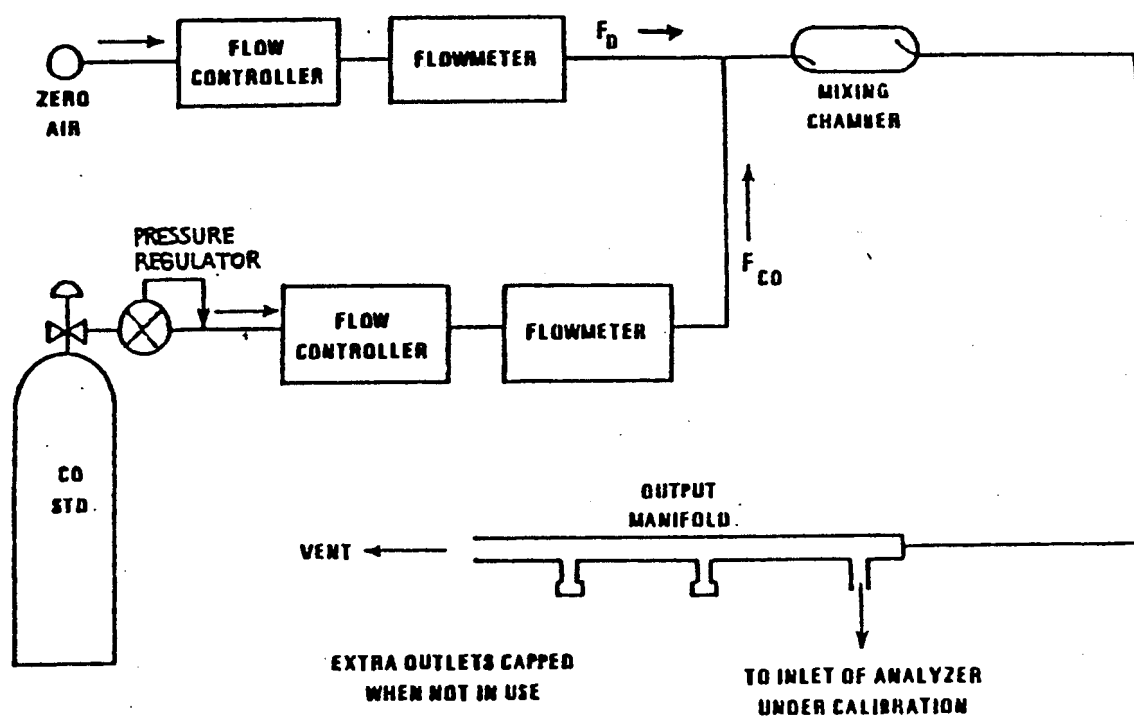 FLOW
CONTROLLER
FLOWMETER
F_D
ZERO
AIR
MIXING
CHAMBER
PRESSURE
REGULATOR
F_CO
FLOW
CONTROLLER
FLOWMETER
CO
STD.
OUTPUT
MANIFOLD
VENT
EXTRA OUTLETS CAPPED
WHEN NOT IN USE
TO INLET OF ANALYZER
UNDER CALIBRATION